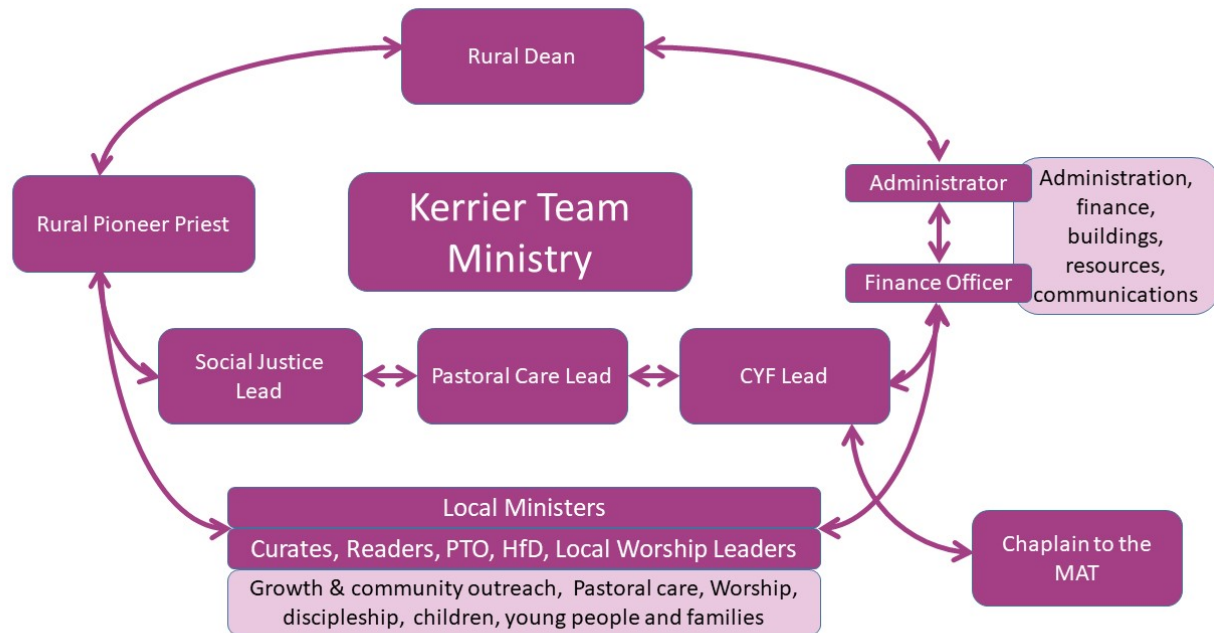 Rural Dean
Rural Pioneer Priest
Kerrier Team
Ministry
Administrator
Finance Officer
Administration,
finance,
buildings,
resources,
communications
Social Justice
Lead
Pastoral Care Lead
CYF Lead
Local Ministers
Curates, Readers, PTO, HfD, Local Worship Leaders
Growth & community outreach, Pastoral care, Worship,
discipleship, children, young people and families
Chaplain to the
MAT